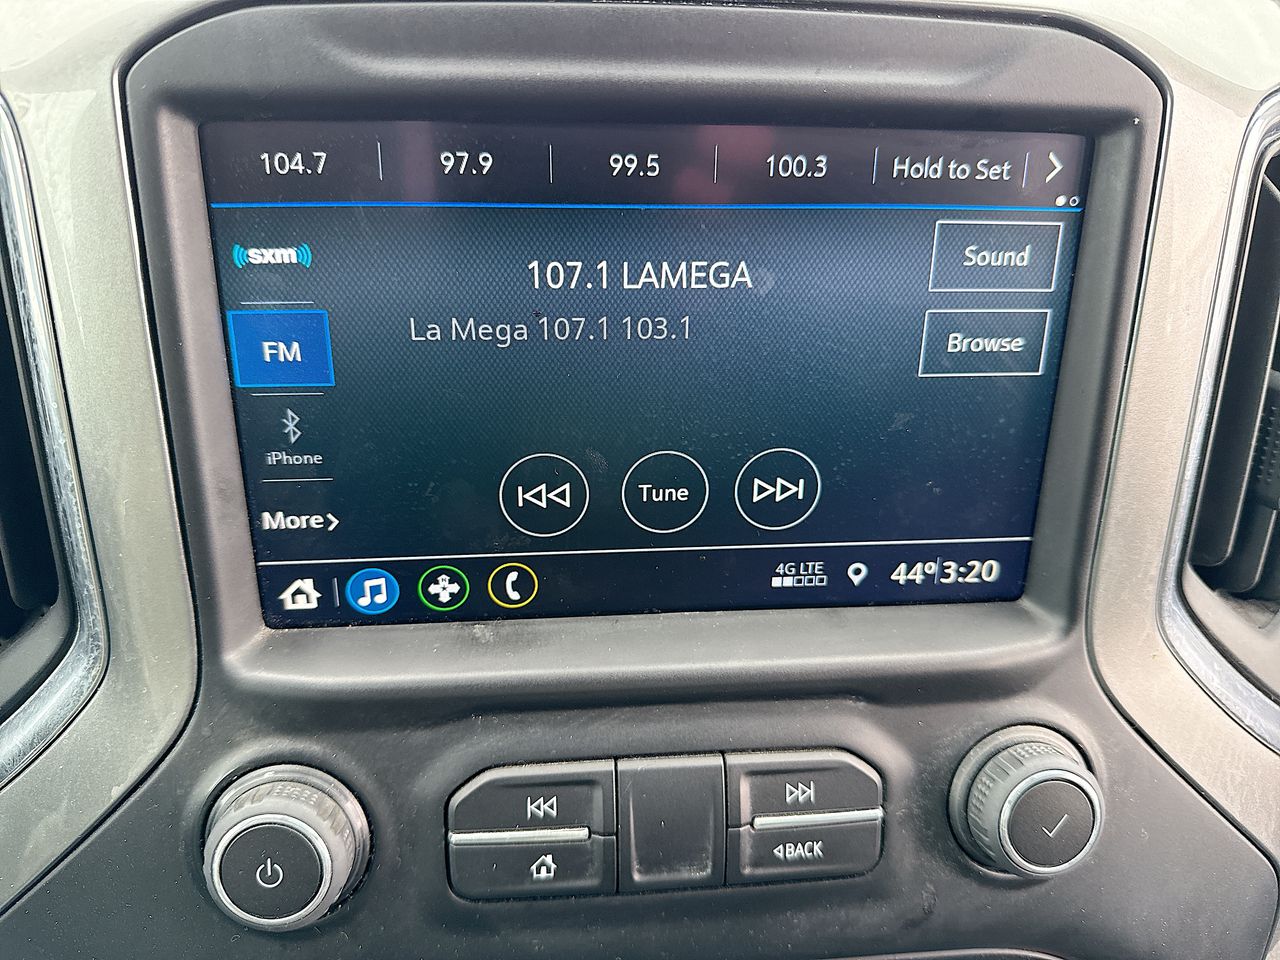 104.7 97.9 99.5 100.3 Hold to Set
sxm
Sound
107.1 LAMEGA
La Mega 107.1 103.1
FM
Browse
iPhone
Tune
More
4G LTE
44° 3:20
BACK